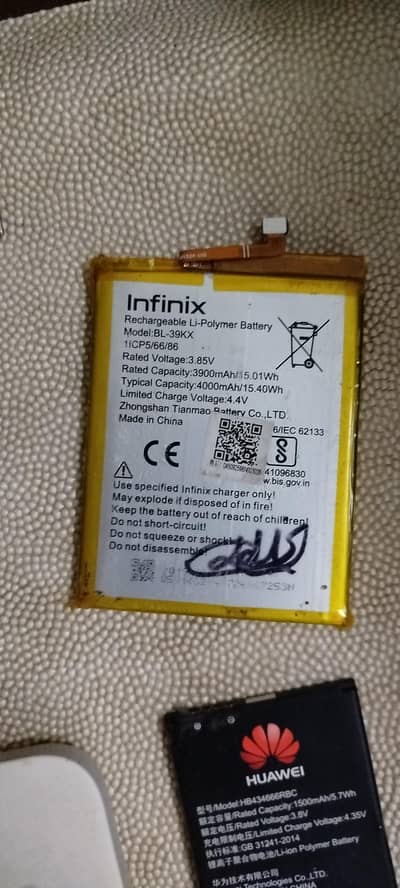 Infinix
Rechargeable Li-Polymer Battery
Model:BL-39KX
1ICP5/66/86
Rated Voltage:3.85V
Rated Capacity:3900mAh/15.01Wh
Typical Capacity:4000mAh/15.40Wh
Limited Charge Voltage:4.4V
Zhongshan Tianmao Battery Co.,LTD.
Made in China
6/IEC 62133
CE
41096830
www.bis.gov.in
Use specified Infinix charger only!
May explode if disposed of in fire!
Keep the battery out of reach of children!
Do not short-circuit!
Do not squeeze or shock!
Do not disassemble!
HUAWEI
型号/Model:HB434666RBC
额定容量/Rated Capacity:1500mAh/5.7Wh
额定电压/Rated Voltage:3.8V
充电限制电压/Limited Charge Voltage:4.35V
GB 31241-2014
锂离子聚合物电池/Li-ion Polymer Battery
华为技术有限公司
Technologies Co.,Ltd.
CHINA